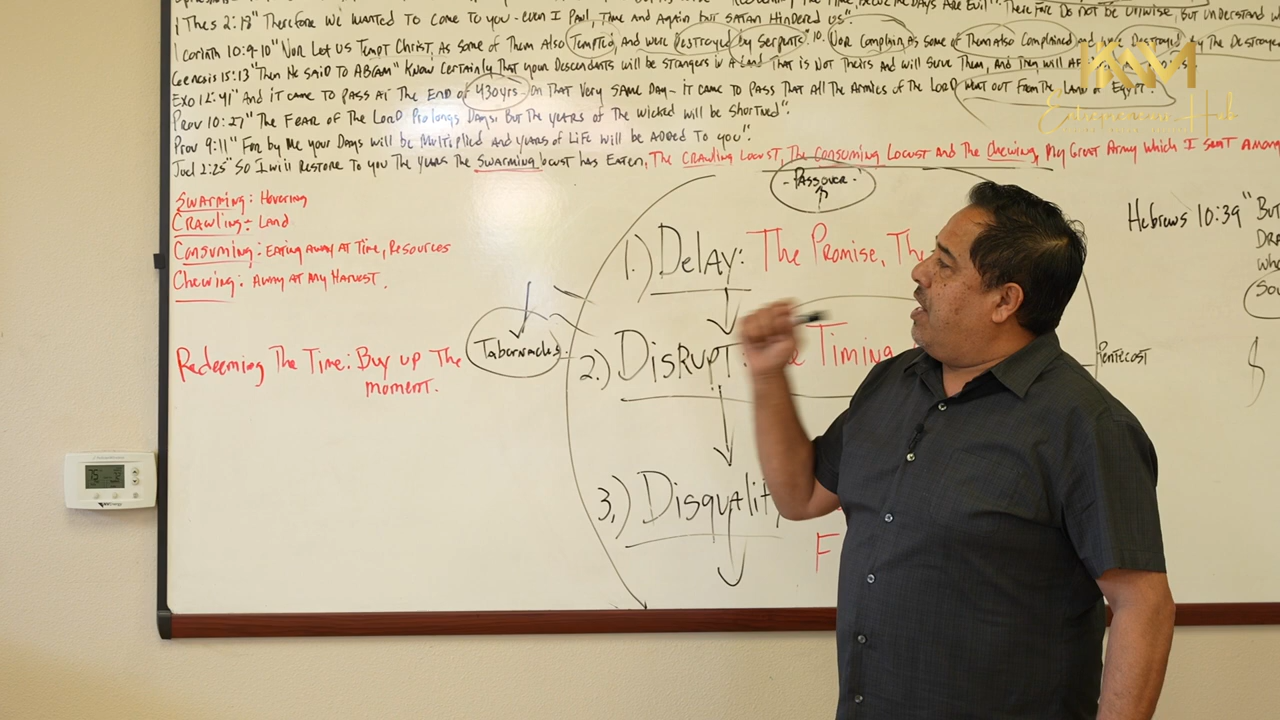 1 Thes 2:18" Therefore we wanted to come to you - even I Paul, Time and Again but Satan Hindered us".
1 Corinth 10:9-10" Nor Let us Tempt Christ, As some of Them Also Tempted, and were Destroyed by Serpents". 10. Nor Complain, As some of Them Also Complained and were Destroyed by The Destroye
Genesis 15:13 "Then He said To Abram" Know Certainly That your Descendants will be strangers in A Land That is Not Theirs and will Serve Them, And They will
Exo 12:41" And it came to pass At The End of 430 yrs - on That Very Same Day - it came To pass That All The Armies of The Lord went out From The Land of Egypt".
Prov 10:27" The Fear of The Lord Prolongs Days; But The years of The wicked will be Shortned".
Prov 9:11" For by me your Days will be Multiplied and years of Life will be Added To you".
Joel 2:25" So I will Restore To you The years The Swarming locust has Eaten, The Crawling Locust, The Consuming Locust and The Chewing, My Great Army which I sent Among
KAM
Entrepreneur Hub
Swarming: Hovering
Crawling: Land
Consuming: Eating Away at Time, Resources
Chewing: Away at My Harvest.
Redeeming The Time: Buy up The
moment.
Passover
1.) Delay: The Promise, The
Tabernacles
2.) Disrupt: The Timing
Pentecost
3.) Disqualify
F
Hebrews 10:39 "But
DRA
whe
Sou